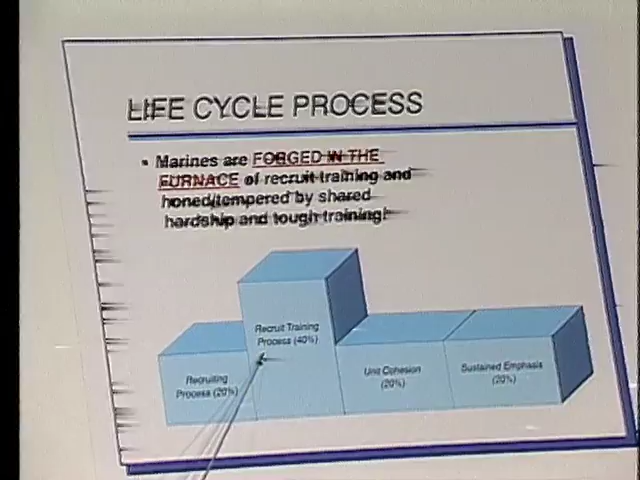 LIFE CYCLE PROCESS
▪ Marines are FORGED IN THE
FURNACE of recruit training and
honed/tempered by shared
hardship and tough training!
Recruit Training
Process (40%)
Recruiting
Process (20%)
Unit Cohesion
(20%)
Sustained Emphasis
(20%)